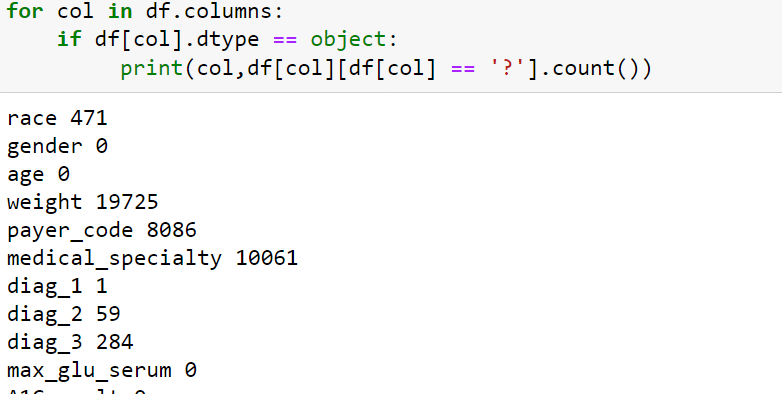 for col in df.columns:
    if df[col].dtype == object:
        print(col,df[col][df[col] == '?'].count())
race 471
gender 0
age 0
weight 19725
payer_code 8086
medical_specialty 10061
diag_1 1
diag_2 59
diag_3 284
max_glu_serum 0